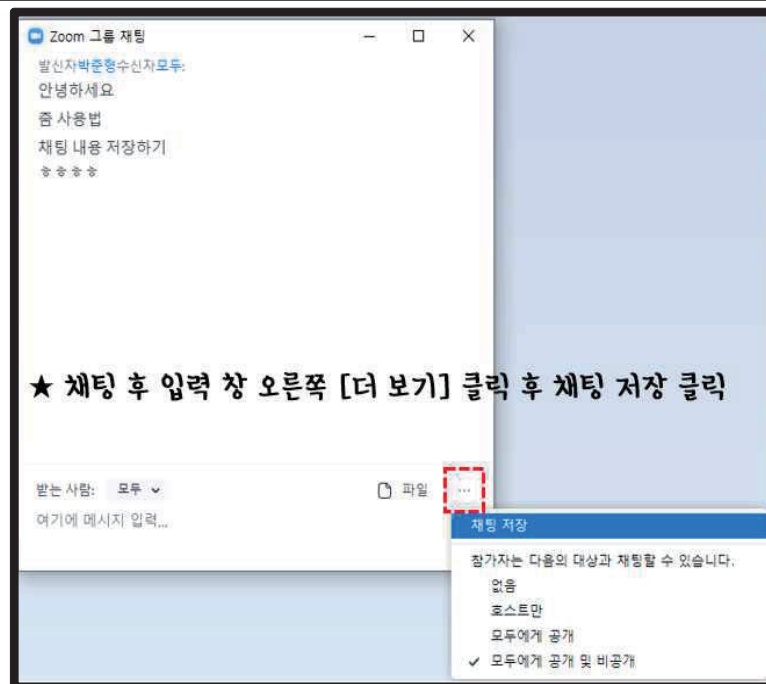 Zoom 그룹 채팅
발신자박준형수신자모두:
안녕하세요
줌 사용법
채팅 내용 저장하기
ㅎㅎㅎㅎ
★ 채팅 후 입력 창 오른쪽 [더 보기] 클릭 후 채팅 저장 클릭
받는 사람: 모두 파일 ...
여기에 메시지 입력...
채팅 저장
참가자는 다음의 대상과 채팅할 수 있습니다.
없음
호스트만
모두에게 공개
✓ 모두에게 공개 및 비공개